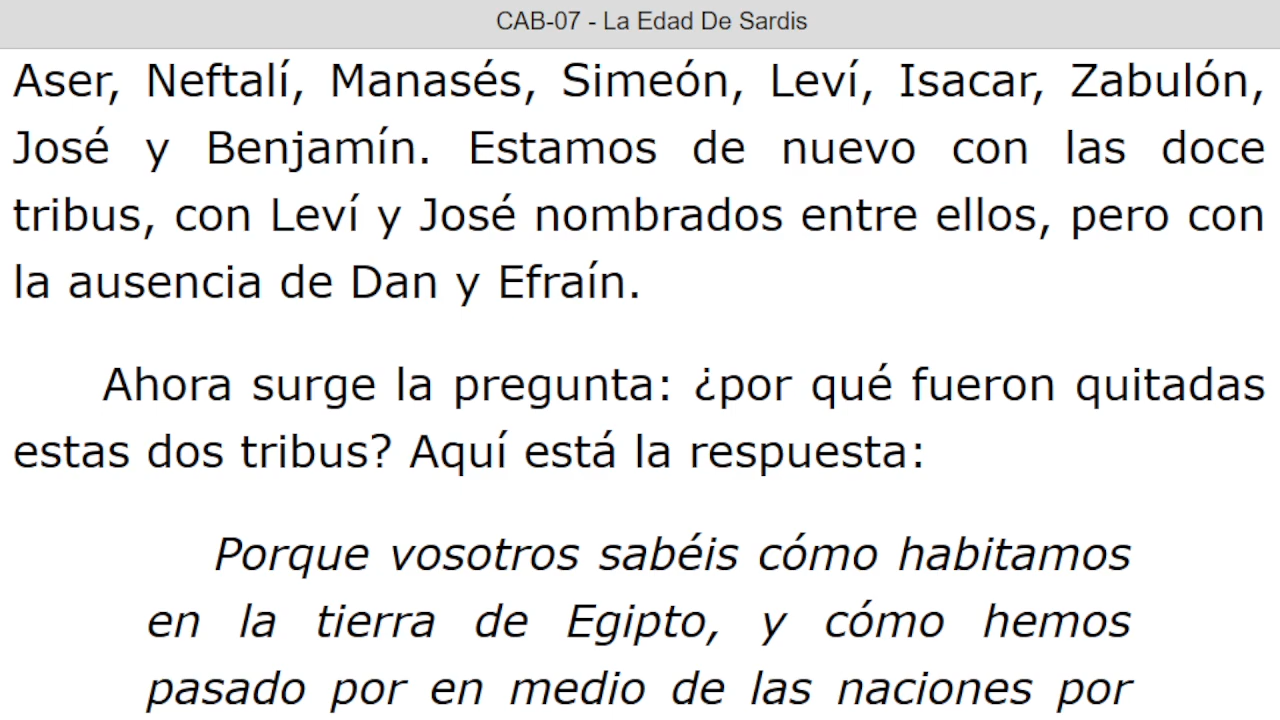 CAB-07 - La Edad De Sardis
Aser, Neftalí, Manasés, Simeón, Leví, Isacar, Zabulón,
José y Benjamín. Estamos de nuevo con las doce
tribus, con Leví y José nombrados entre ellos, pero con
la ausencia de Dan y Efraín.
Ahora surge la pregunta: ¿por qué fueron quitadas
estas dos tribus? Aquí está la respuesta:
Porque vosotros sabéis cómo habitamos
en la tierra de Egipto, y cómo hemos
pasado por en medio de las naciones por